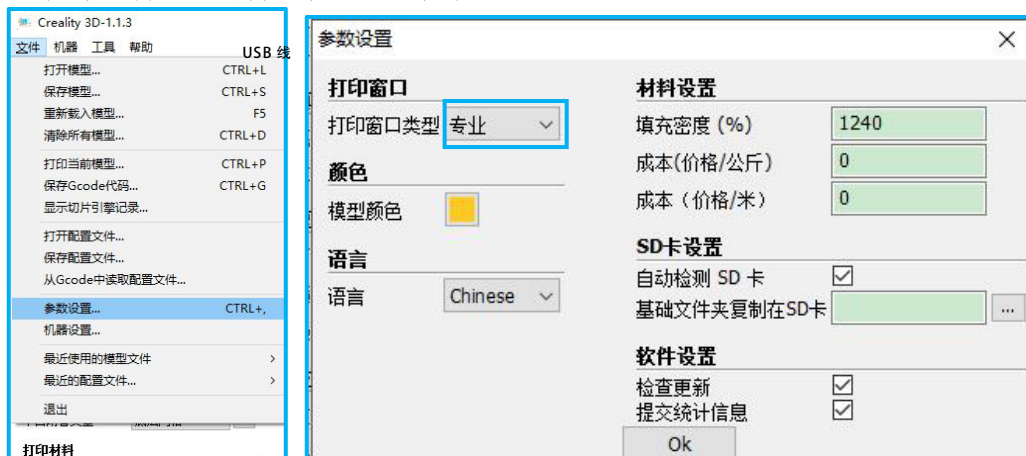 Creality 3D-1.1.3
文件 机器 工具 帮助
USB 线
打开模型... CTRL+L
保存模型... CTRL+S
重新载入模型... F5
清除所有模型... CTRL+D
打印当前模型... CTRL+P
保存Gcode代码... CTRL+G
显示切片引擎记录...
打开配置文件...
保存配置文件...
从Gcode中读取配置文件...
参数设置... CTRL+,
机器设置...
最近使用的模型文件 >
最近的配置文件... >
退出
打印材料
参数设置
打印窗口
打印窗口类型 专业
颜色
模型颜色
语言
语言 Chinese
材料设置
填充密度 (%) 1240
成本(价格/公斤) 0
成本（价格/米） 0
SD卡设置
自动检测 SD 卡
基础文件夹复制在SD卡 ...
软件设置
检查更新
提交统计信息
Ok